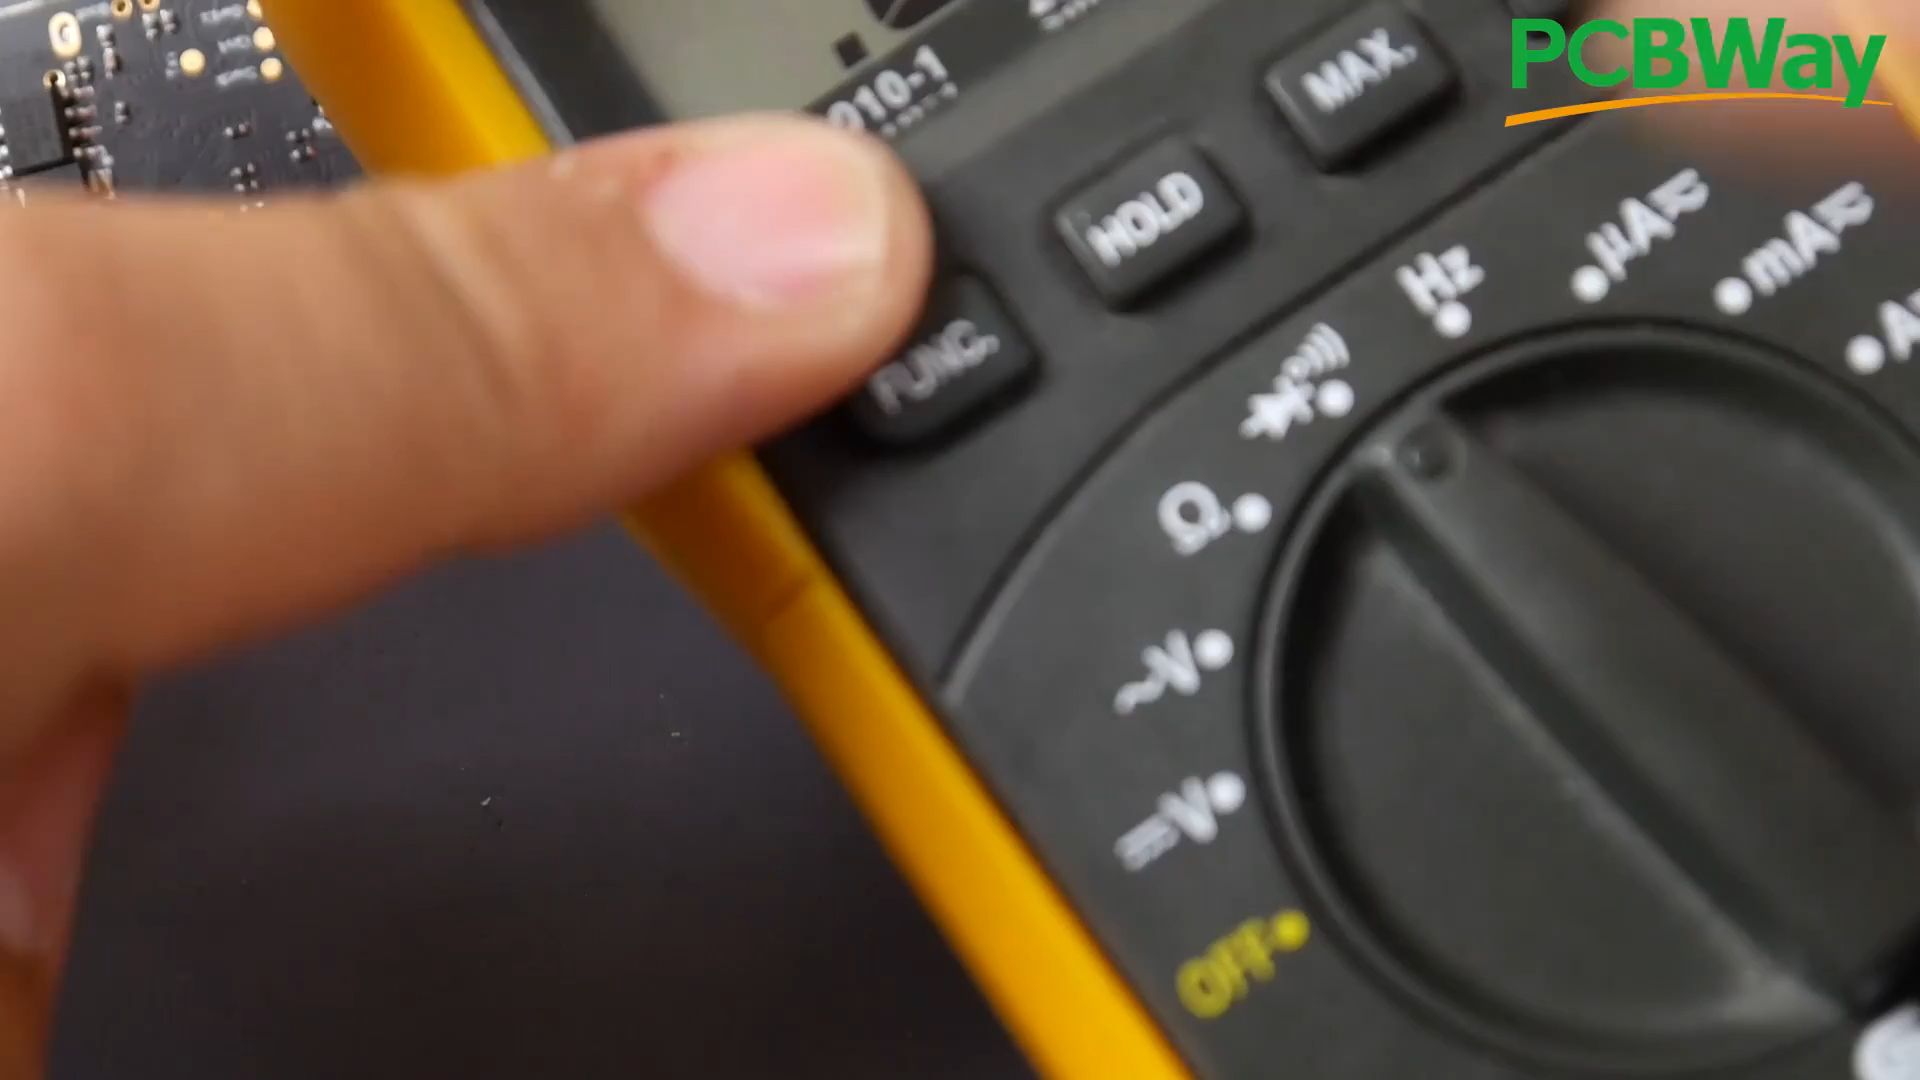 PCBWay
G
010-1
MAX.
HOLD
FUNC.
Hz
µA
mA
A
Ω
~V
V
OFF